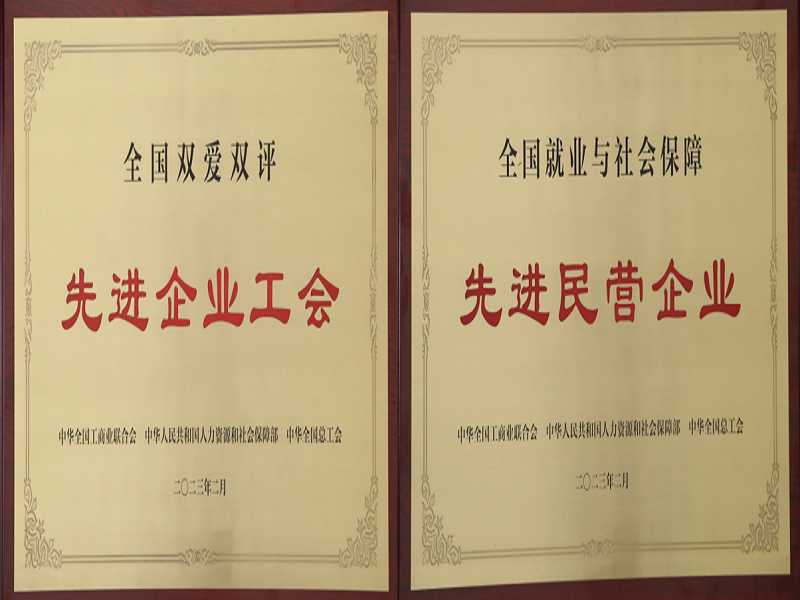 全国双爱双评
先进企业工会
中华全国工商业联合会 中华人民共和国人力资源和社会保障部 中华全国总工会
二〇二三年二月
全国就业与社会保障
先进民营企业
中华全国工商业联合会 中华人民共和国人力资源和社会保障部 中华全国总工会
二〇二三年二月